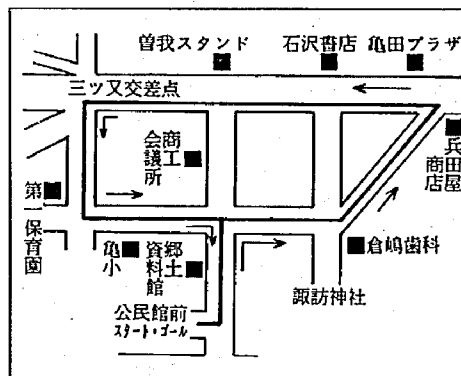 曽我スタンド
石沢書店
亀田プラザ
三ツ又交差点
商工
会議所
兵田屋
商店
第一保育園
亀小
郷土
資料館
倉嶋歯科
諏訪神社
公民館前
スタート・ゴール